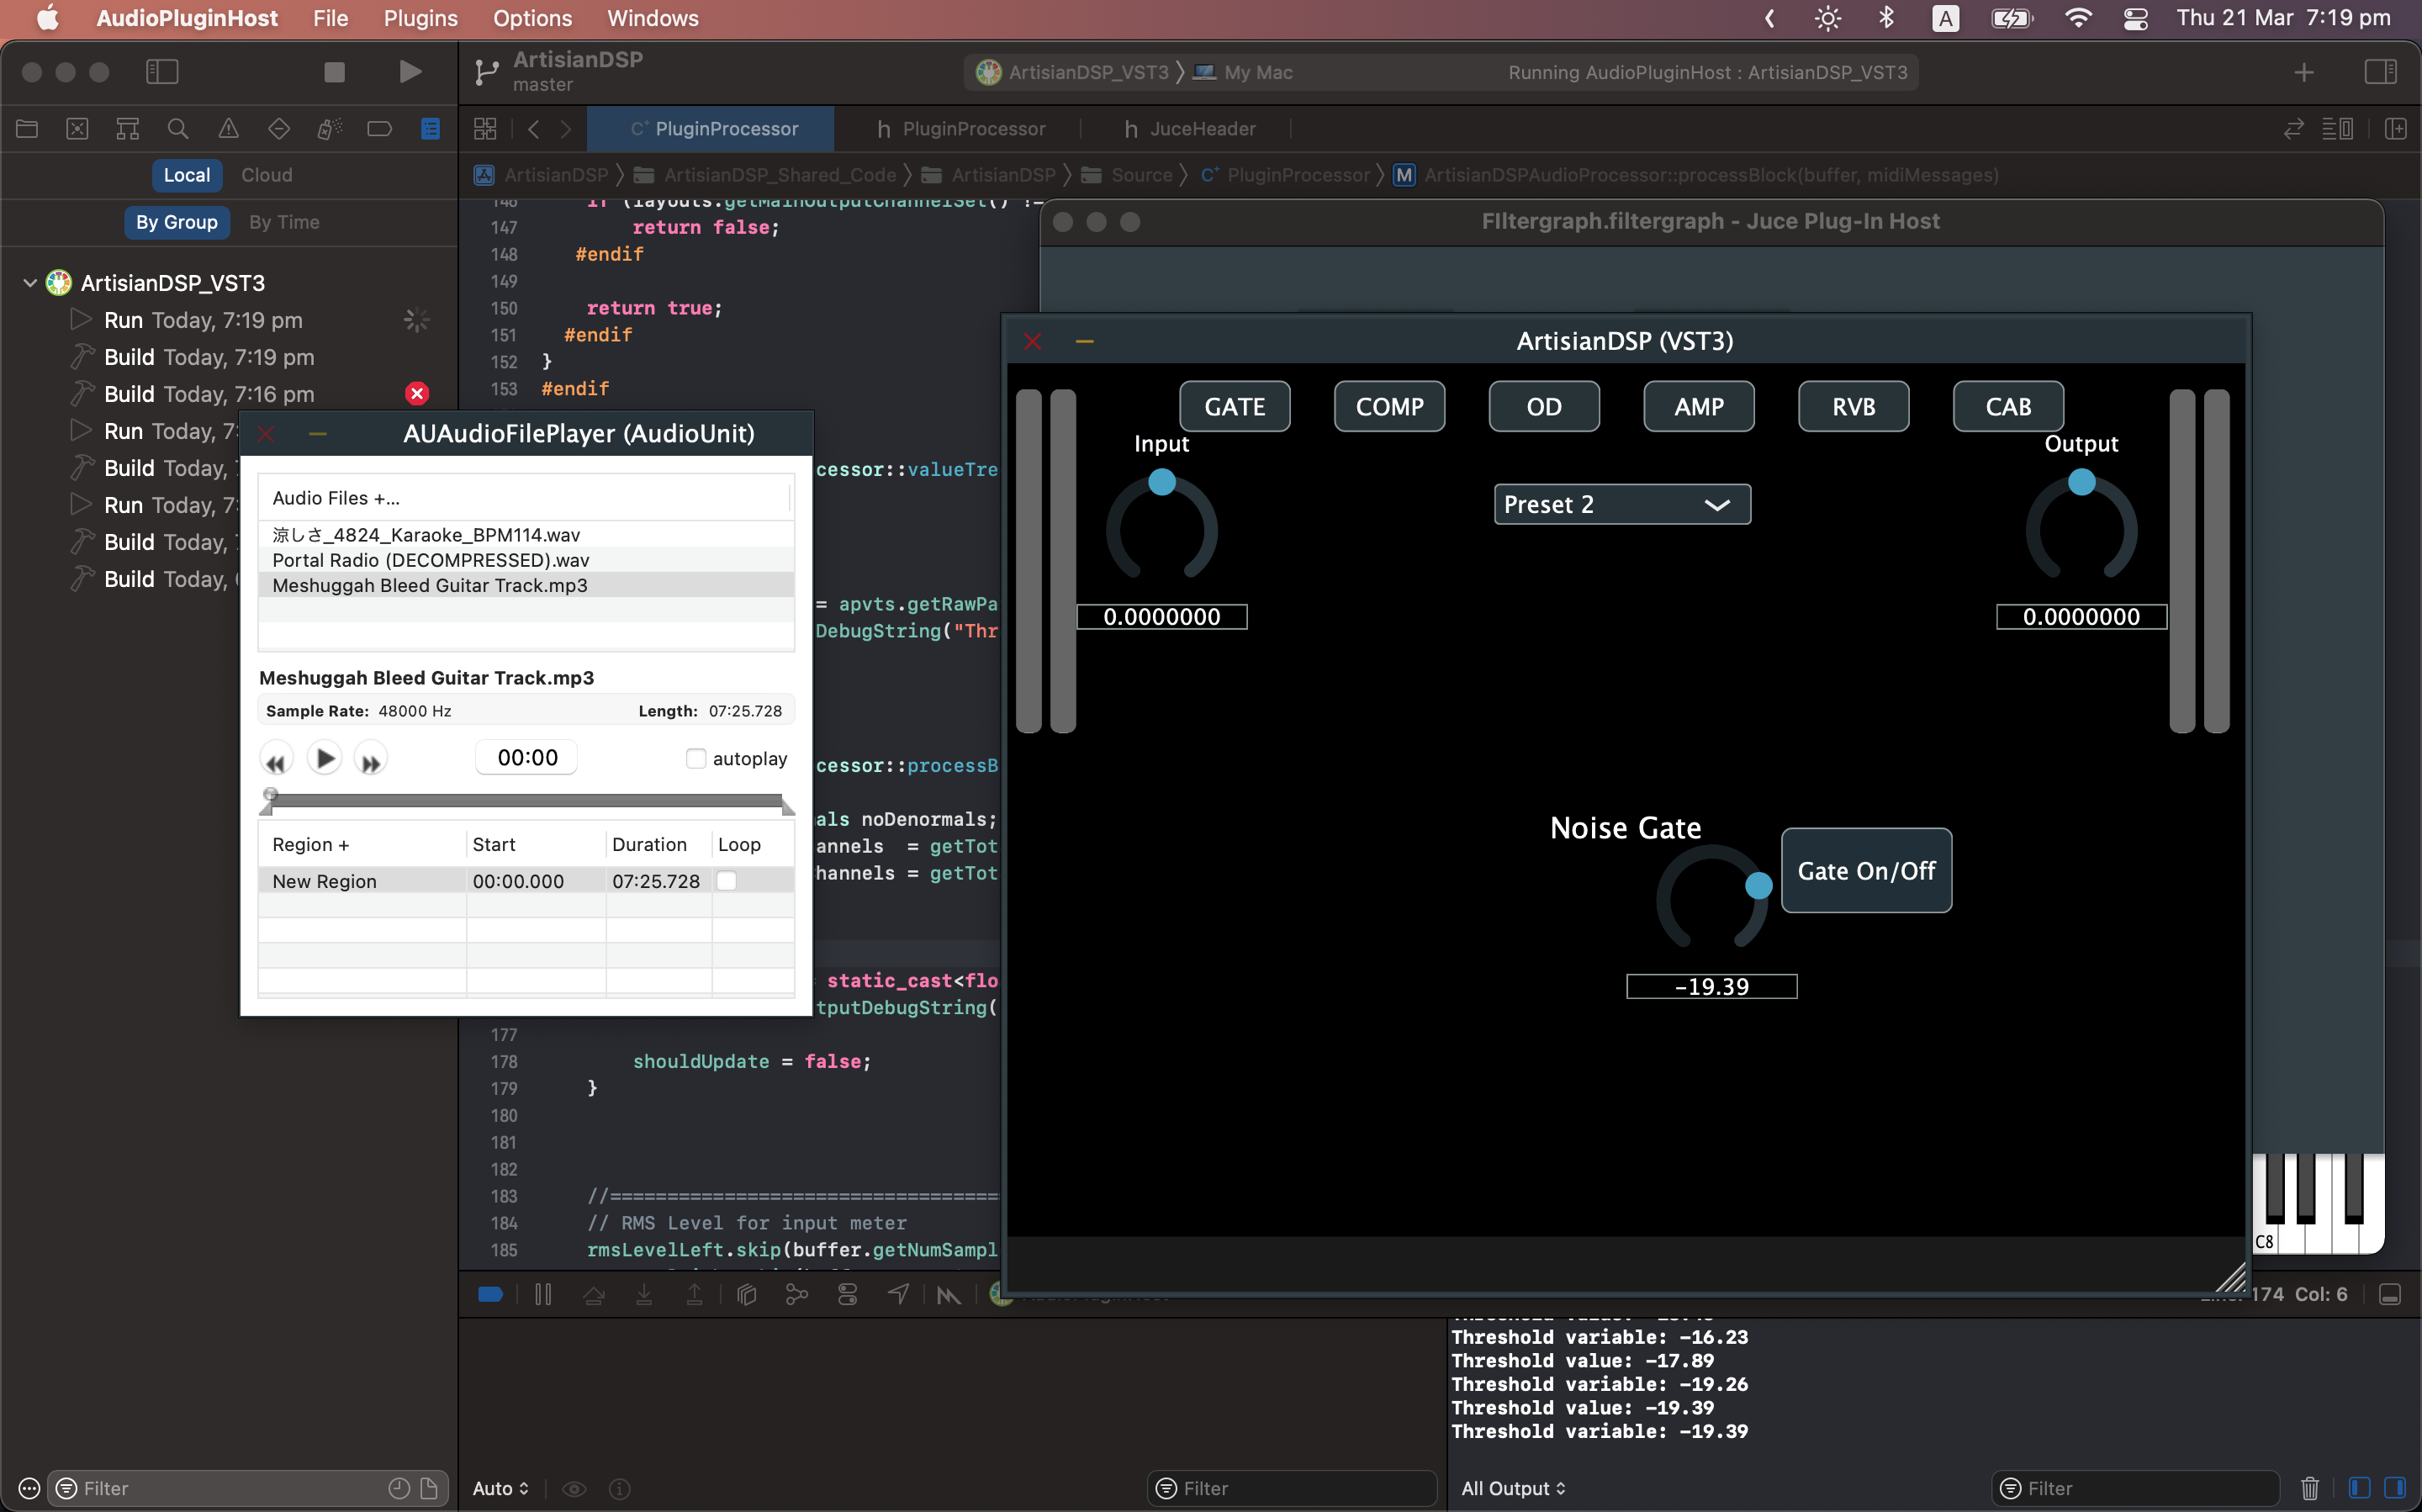 AudioPluginHost File Plugins Options Windows
A
Thu 21 Mar 7:19 pm
ArtisianDSP
master
ArtisianDSP_VST3 My Mac
Running AudioPluginHost : ArtisianDSP_VST3
Local Cloud
By Group By Time
ArtisianDSP_VST3
Run Today, 7:19 pm
Build Today, 7:19 pm
Build Today, 7:16 pm
Run Today, 7:
Build Today,
Run Today, 7:
Build Today,
Build Today,
Filter
C+ PluginProcessor
h PluginProcessor
h JuceHeader
ArtisianDSP ArtisianDSP_Shared_Code ArtisianDSP Source C+ PluginProcessor M ArtisianDSPAudioProcessor::processBlock(buffer, midiMessages)
146 if (layouts.getMainOutputChannelSet() !=
147 return false;
148 #endif
149
150 return true;
151 #endif
152 }
153 #endif
cessor::valueTre
= apvts.getRawPa
DebugString("Thr
cessor::processB
als noDenormals;
annels = getTot
hannels = getTot
static_cast<flo
tputDebugString(
177
178 shouldUpdate = false;
179 }
180
181
182
183 //==================================
184 // RMS Level for input meter
185 rmsLevelLeft.skip(buffer.getNumSampl
AUAudioFilePlayer (AudioUnit)
Audio Files +...
涼しさ_4824_Karaoke_BPM114.wav
Portal Radio (DECOMPRESSED).wav
Meshuggah Bleed Guitar Track.mp3
Meshuggah Bleed Guitar Track.mp3
Sample Rate: 48000 Hz Length: 07:25.728
00:00
autoplay
Region + Start Duration Loop
New Region 00:00.000 07:25.728
FIltergraph.filtergraph - Juce Plug-In Host
ArtisianDSP (VST3)
GATE COMP OD AMP RVB CAB
Input
Output
Preset 2
0.0000000
0.0000000
Noise Gate
Gate On/Off
-19.39
C8
174 Col: 6
Threshold variable: -16.23
Threshold value: -17.89
Threshold variable: -19.26
Threshold value: -19.39
Threshold variable: -19.39
Auto
Filter
All Output
Filter